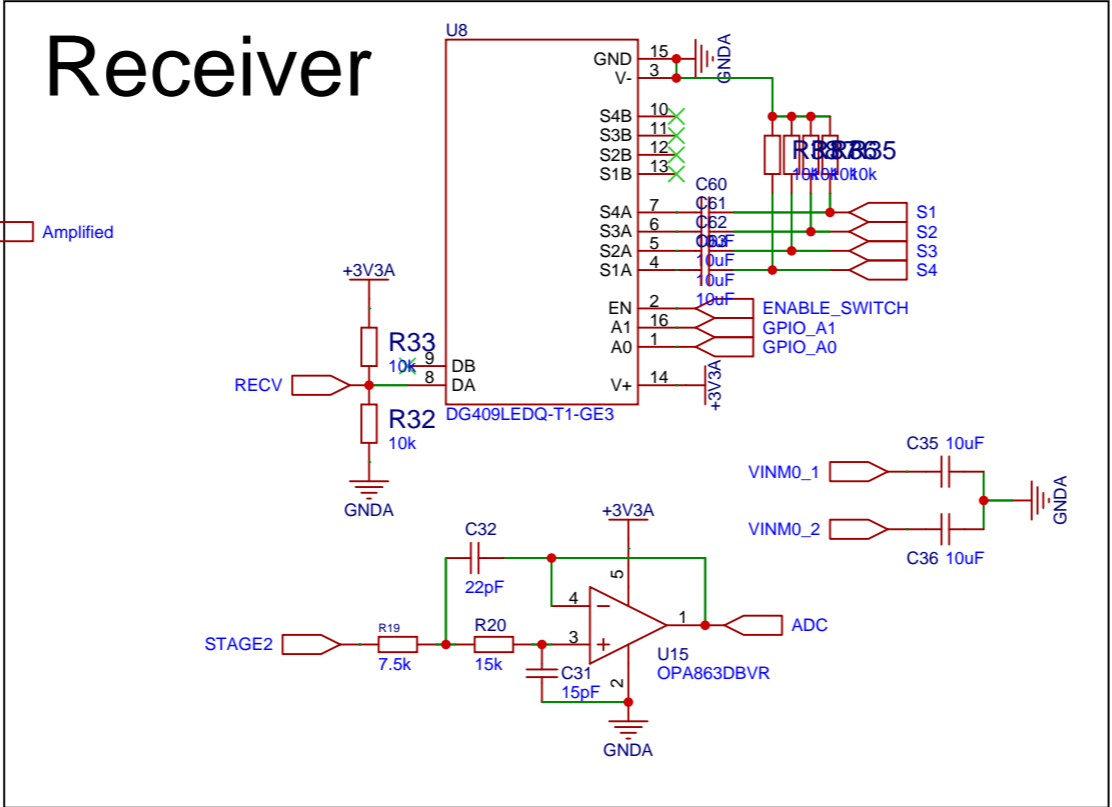 Receiver
U8
GND 15
V- 3
GNDA
S4B 10
S3B 11
S2B 12
S1B 13
R35
10k
C60
S4A 7
S1
C61
S3A 6
S2
C62
S2A 5
S3
C63
10uF
S1A 4
S4
10uF
10uF
EN 2
ENABLE_SWITCH
A1 16
GPIO_A1
A0 1
GPIO_A0
V+ 14
+3V3A
Amplified
+3V3A
R33
10k
9 DB
RECV
8 DA
R32
10k
GNDA
DG409LEDQ-T1-GE3
C35 10uF
VINM0_1
GNDA
VINM0_2
C36 10uF
+3V3A
C32
22pF
5
4
STAGE2
R19
7.5k
R20
15k
3
1
ADC
C31
15pF
2
U15
OPA863DBVR
GNDA